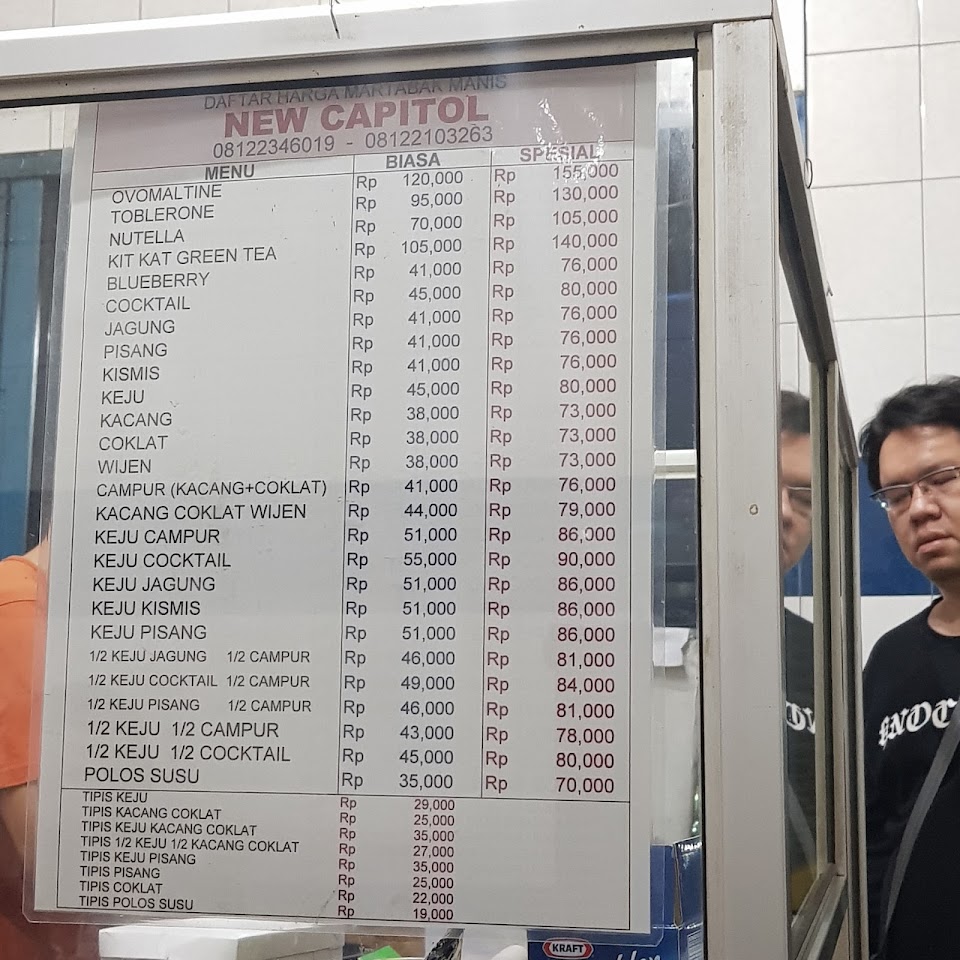 DAFTAR HARGA MARTABAK MANIS
NEW CAPITOL
08122346019 - 08122103263
MENU BIASA SPESIAL
OVOMALTINE Rp 120,000 Rp 155,000
TOBLERONE Rp 95,000 Rp 130,000
NUTELLA Rp 70,000 Rp 105,000
KIT KAT GREEN TEA Rp 105,000 Rp 140,000
BLUEBERRY Rp 41,000 Rp 76,000
COCKTAIL Rp 45,000 Rp 80,000
JAGUNG Rp 41,000 Rp 76,000
PISANG Rp 41,000 Rp 76,000
KISMIS Rp 41,000 Rp 76,000
KEJU Rp 45,000 Rp 80,000
KACANG Rp 38,000 Rp 73,000
COKLAT Rp 38,000 Rp 73,000
WIJEN Rp 38,000 Rp 73,000
CAMPUR (KACANG+COKLAT) Rp 41,000 Rp 76,000
KACANG COKLAT WIJEN Rp 44,000 Rp 79,000
KEJU CAMPUR Rp 51,000 Rp 86,000
KEJU COCKTAIL Rp 55,000 Rp 90,000
KEJU JAGUNG Rp 51,000 Rp 86,000
KEJU KISMIS Rp 51,000 Rp 86,000
KEJU PISANG Rp 51,000 Rp 86,000
1/2 KEJU JAGUNG 1/2 CAMPUR Rp 46,000 Rp 81,000
1/2 KEJU COCKTAIL 1/2 CAMPUR Rp 49,000 Rp 84,000
1/2 KEJU PISANG 1/2 CAMPUR Rp 46,000 Rp 81,000
1/2 KEJU 1/2 CAMPUR Rp 43,000 Rp 78,000
1/2 KEJU 1/2 COCKTAIL Rp 45,000 Rp 80,000
POLOS SUSU Rp 35,000 Rp 70,000
TIPIS KEJU Rp 29,000
TIPIS KACANG COKLAT Rp 25,000
TIPIS KEJU KACANG COKLAT Rp 35,000
TIPIS 1/2 KEJU 1/2 KACANG COKLAT Rp 27,000
TIPIS KEJU PISANG Rp 35,000
TIPIS PISANG Rp 25,000
TIPIS COKLAT Rp 22,000
TIPIS POLOS SUSU Rp 19,000
KRAFT